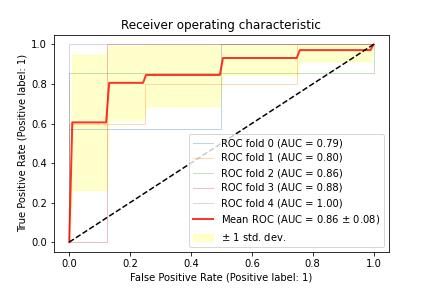 Receiver operating characteristic
1.0
0.8
0.6
0.4
0.2
0.0
True Positive Rate (Positive label: 1)
ROC fold 0 (AUC = 0.79)
ROC fold 1 (AUC = 0.80)
ROC fold 2 (AUC = 0.86)
ROC fold 3 (AUC = 0.88)
ROC fold 4 (AUC = 1.00)
Mean ROC (AUC = 0.86 ± 0.08)
± 1 std. dev.
0.0 0.2 0.4 0.6 0.8 1.0
False Positive Rate (Positive label: 1)